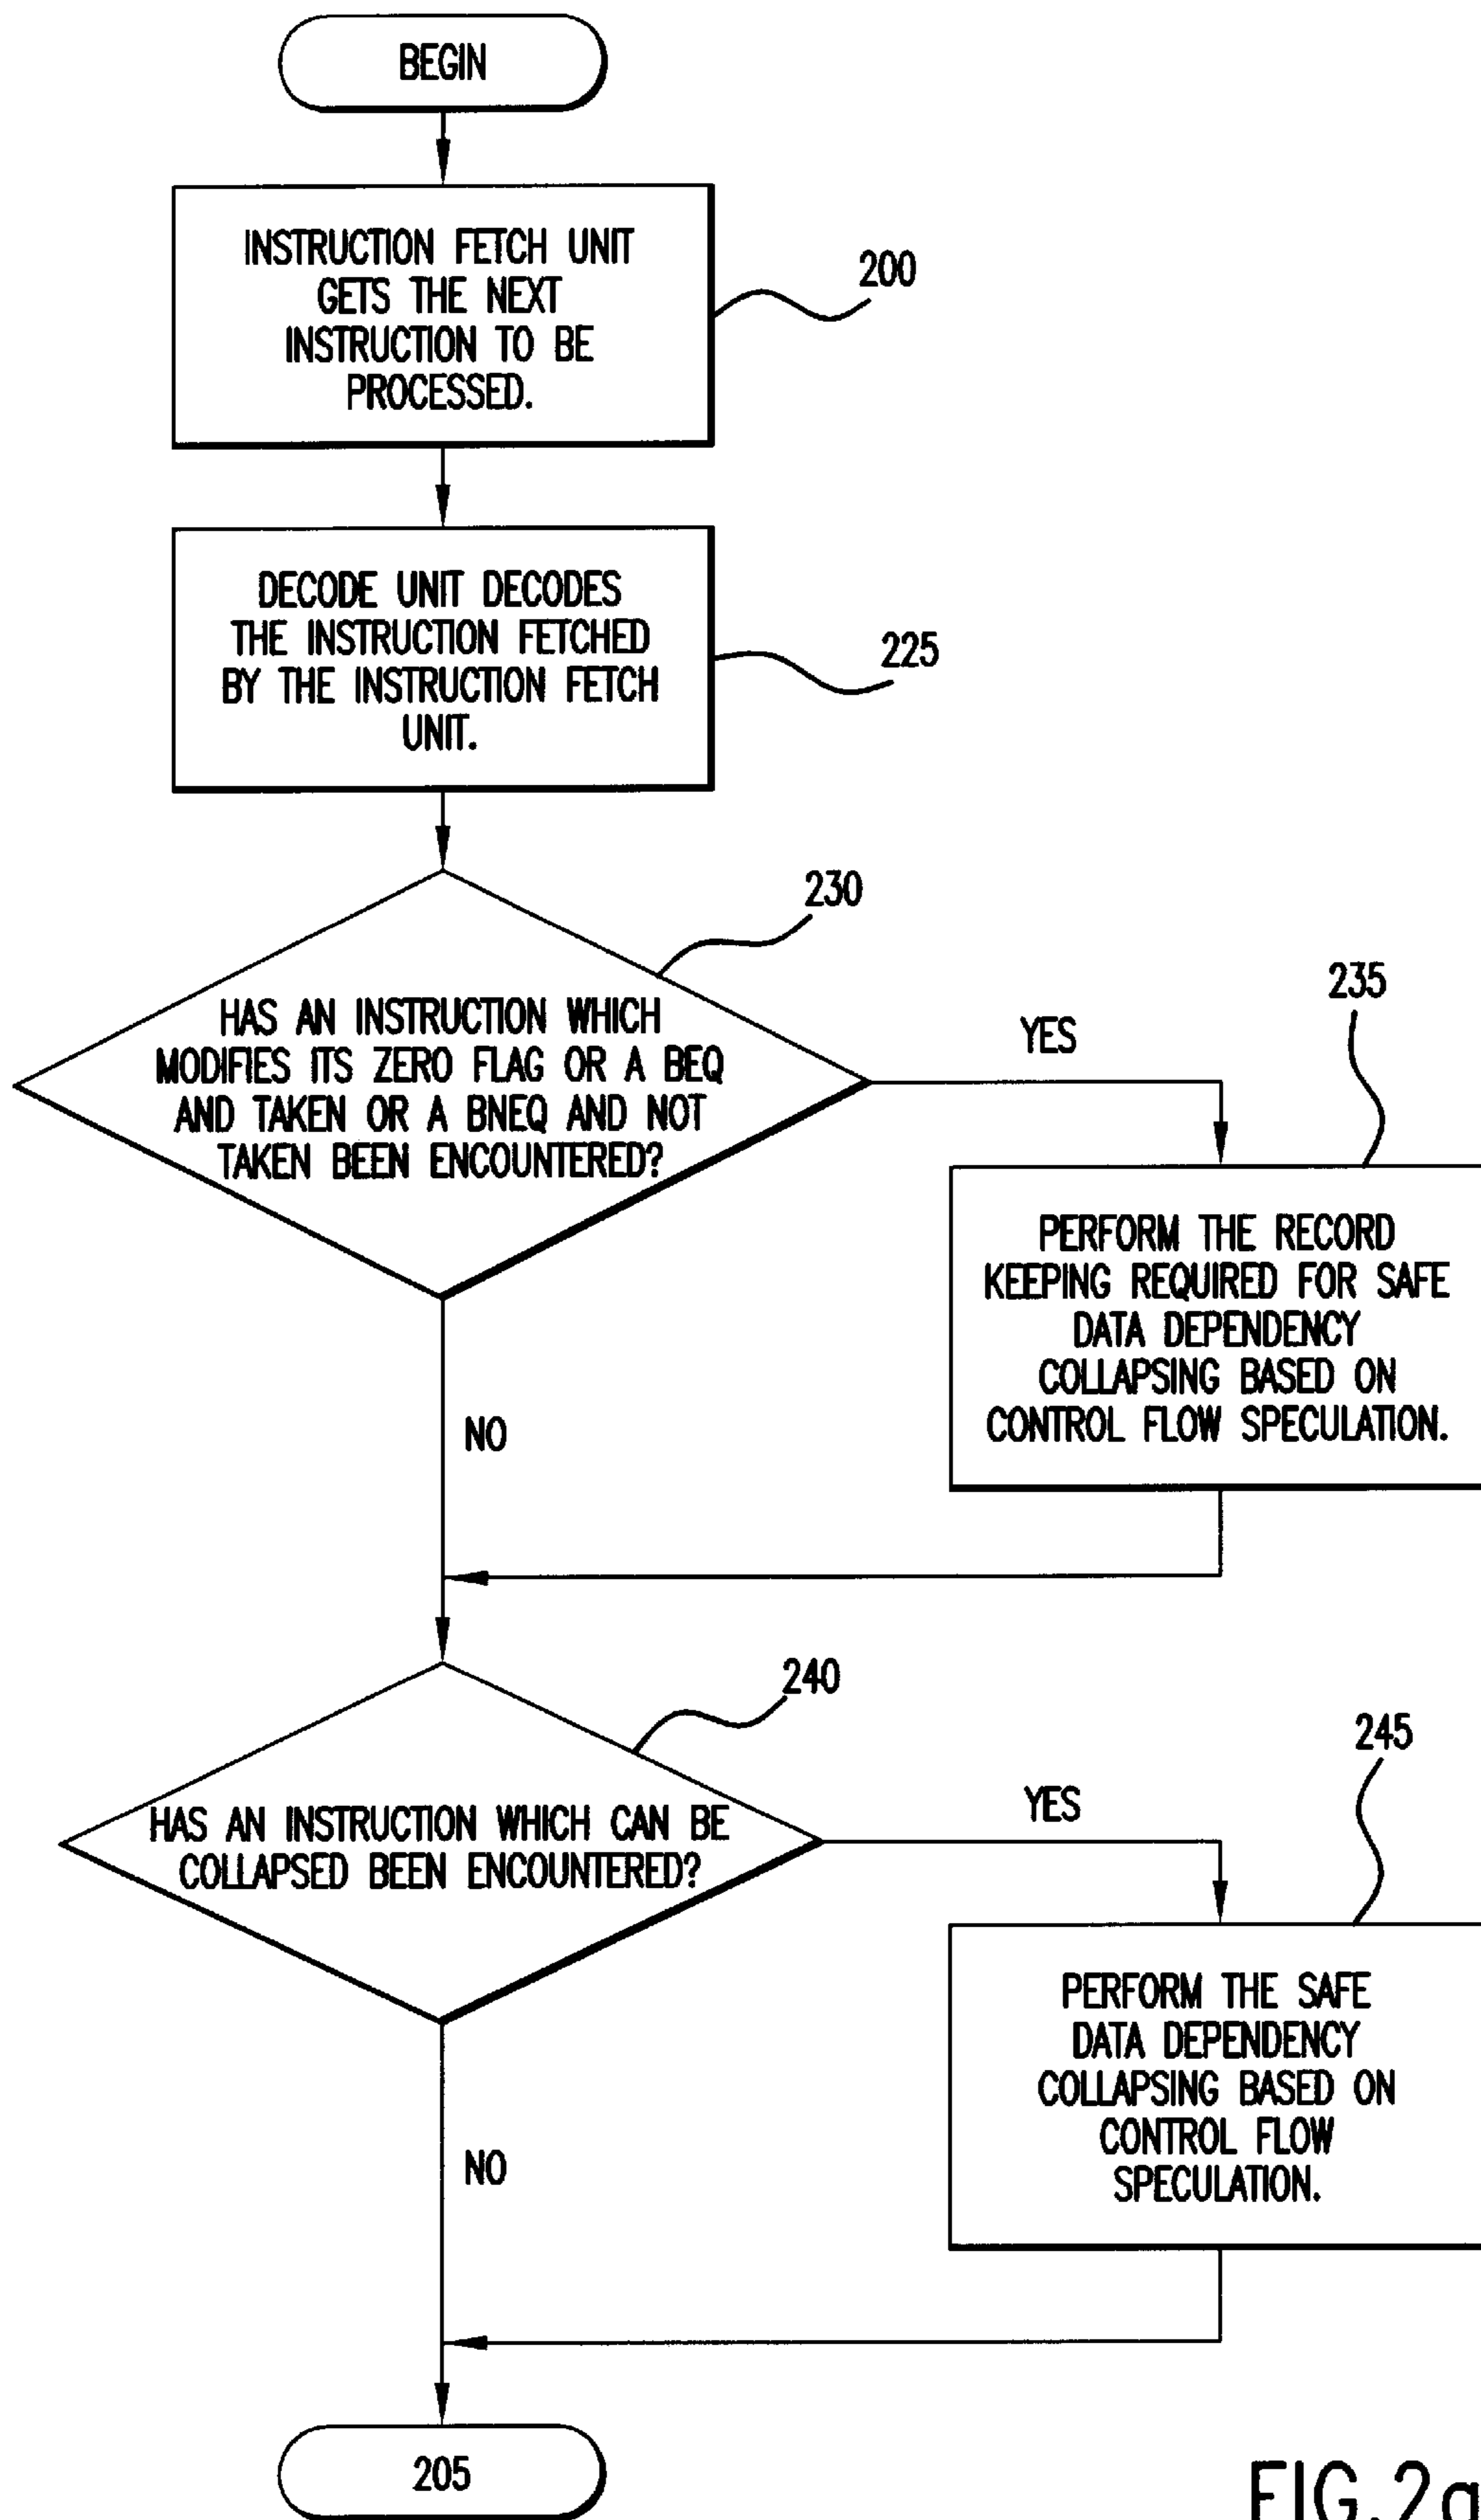 BEGIN
INSTRUCTION FETCH UNIT
GETS THE NEXT
INSTRUCTION TO BE
PROCESSED.
200
DECODE UNIT DECODES
THE INSTRUCTION FETCHED
BY THE INSTRUCTION FETCH
UNIT.
225
230
HAS AN INSTRUCTION WHICH
MODIFIES ITS ZERO FLAG OR A BEQ
AND TAKEN OR A BNEQ AND NOT
TAKEN BEEN ENCOUNTERED?
YES
235
PERFORM THE RECORD
KEEPING REQUIRED FOR SAFE
DATA DEPENDENCY
COLLAPSING BASED ON
CONTROL FLOW SPECULATION.
NO
240
HAS AN INSTRUCTION WHICH CAN BE
COLLAPSED BEEN ENCOUNTERED?
YES
245
PERFORM THE SAFE
DATA DEPENDENCY
COLLAPSING BASED ON
CONTROL FLOW
SPECULATION.
NO
205
FIG.2a